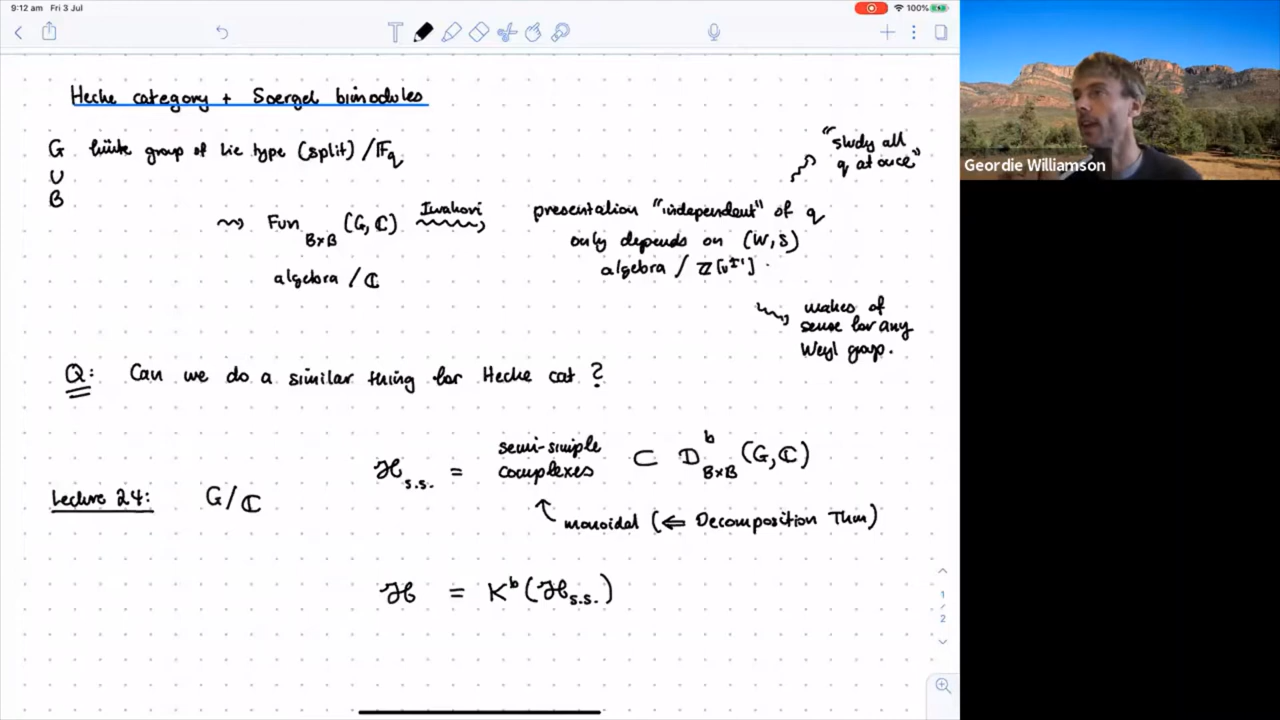 9:12 am Fri 3 Jul
100%
Hecke category + Soergel bimodules
G finite group of Lie type (split) / 𝔽_q
∪
B
"study all
q at once"
⇝ Fun_{B×B} (G, ℂ) Iwahori
algebra / ℂ
presentation "independent" of q
only depends on (W, S)
algebra / ℤ[v^{±1}].
makes of
sense for any
Weyl group.
Q: Can we do a similar thing for Hecke cat?
Lecture 24: G/ℂ
ℋ_{s.s.} = semi-simple complexes ⊂ D^b_{B×B} (G, ℂ)
↑ monoidal (⇐ Decomposition Thm)
ℋ = K^b(ℋ_{s.s.})
1
/
2
Geordie Williamson